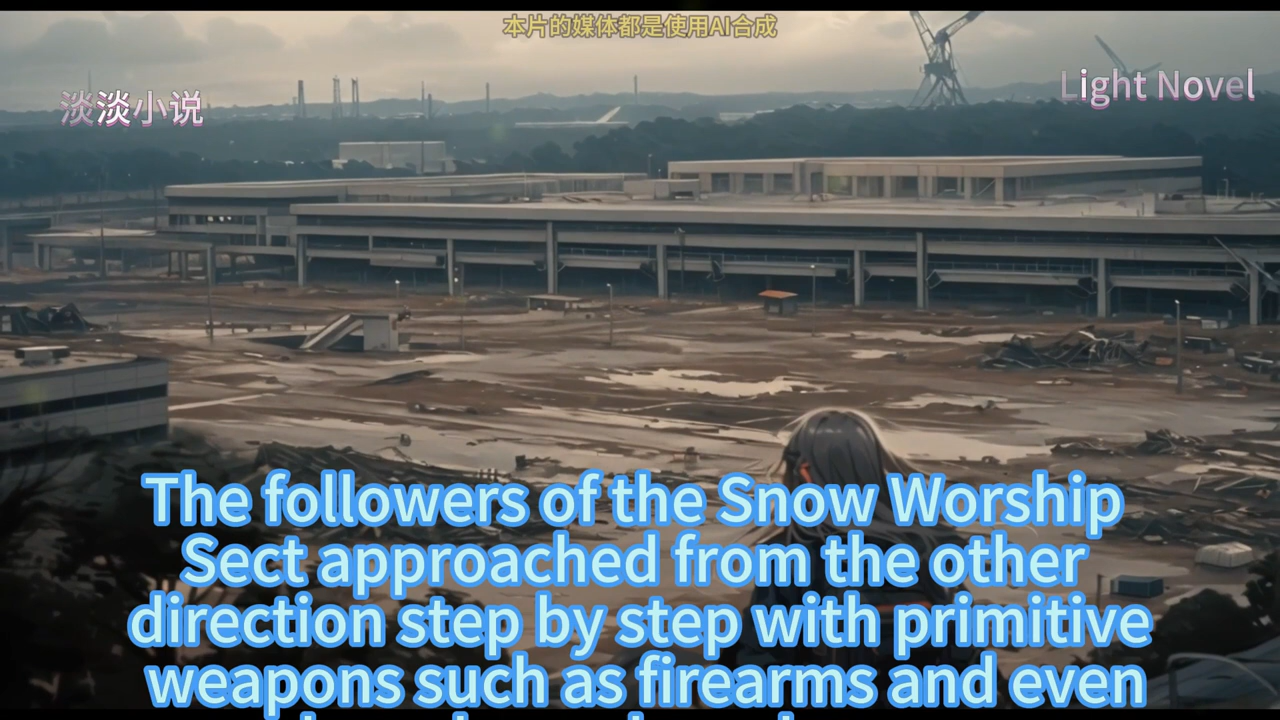 本片的媒体都是使用AI合成
淡淡小说
Light Novel
The followers of the Snow Worship
Sect approached from the other
direction step by step with primitive
weapons such as firearms and even